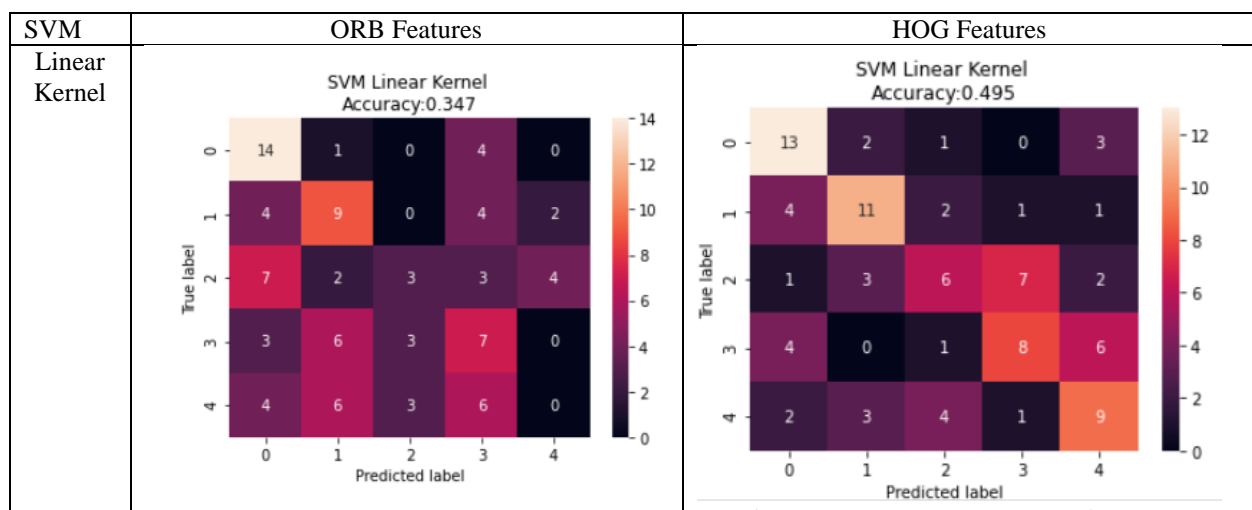 SVM ORB Features HOG Features
Linear
Kernel
SVM Linear Kernel
Accuracy:0.347
0 14 1 0 4 0
1 4 9 0 4 2
2 7 2 3 3 4
3 3 6 3 7 0
4 4 6 3 6 0
0 1 2 3 4
True label
Predicted label
14
12
10
8
6
4
2
0
SVM Linear Kernel
Accuracy:0.495
0 13 2 1 0 3
1 4 11 2 1 1
2 1 3 6 7 2
3 4 0 1 8 6
4 2 3 4 1 9
0 1 2 3 4
True label
Predicted label
12
10
8
6
4
2
0